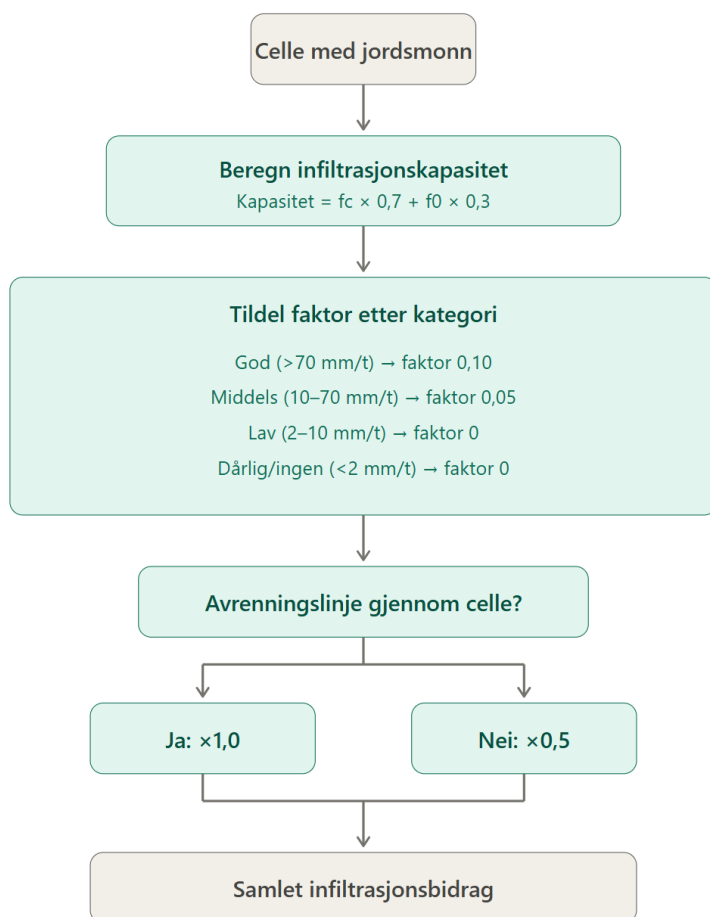 Celle med jordsmonn
Beregn infiltrasjonskapasitet
Kapasitet = fc × 0,7 + f0 × 0,3
Tildel faktor etter kategori
God (>70 mm/t) → faktor 0,10
Middels (10–70 mm/t) → faktor 0,05
Lav (2–10 mm/t) → faktor 0
Dårlig/ingen (<2 mm/t) → faktor 0
Avrenningslinje gjennom celle?
Ja: ×1,0
Nei: ×0,5
Samlet infiltrasjonsbidrag